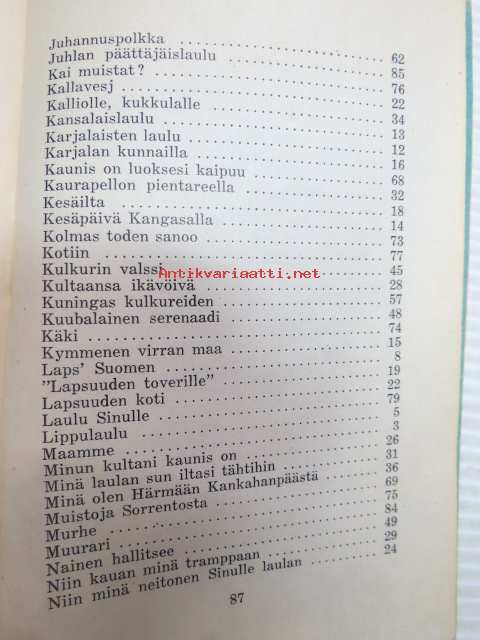 Juhannuspolkka ........ 62
Juhlan päättäjäislaulu ........ 85
Kai muistat? ........ 76
Kallavesj ........ 22
Kalliolle, kukkulalle ........ 34
Kansalaislaulu ........ 13
Karjalaisten laulu ........ 12
Karjalan kunnailla ........ 16
Kaunis on luoksesi kaipuu ........ 68
Kaurapellon pientareella ........ 32
Kesäilta ........ 18
Kesäpäivä Kangasalla ........ 14
Kolmas toden sanoo ........ 73
Kotiin ........ 77
Kulkurin valssi ........ 45
Antikvariaatti.net
Kultaansa ikävöivä ........ 28
Kuningas kulkureiden ........ 57
Kuubalainen serenaadi ........ 48
Käki ........ 74
Kymmenen virran maa ........ 15
Laps' Suomen ........ 8
"Lapsuuden toverille" ........ 19
Lapsuuden koti ........ 22
Laulu Sinulle ........ 79
Lippulaulu ........ 5
Maamme ........ 3
Minun kultani kaunis on ........ 26
Minä laulan sun iltasi tähtihin ........ 31
Minä olen Härmään Kankahanpäästä ........ 36
Muistoja Sorrentosta ........ 69
Murhe ........ 75
Muurari ........ 84
Nainen hallitsee ........ 49
Niin kauan minä tramppaan ........ 29
Niin minä neitonen Sinulle laulan ........ 24
87